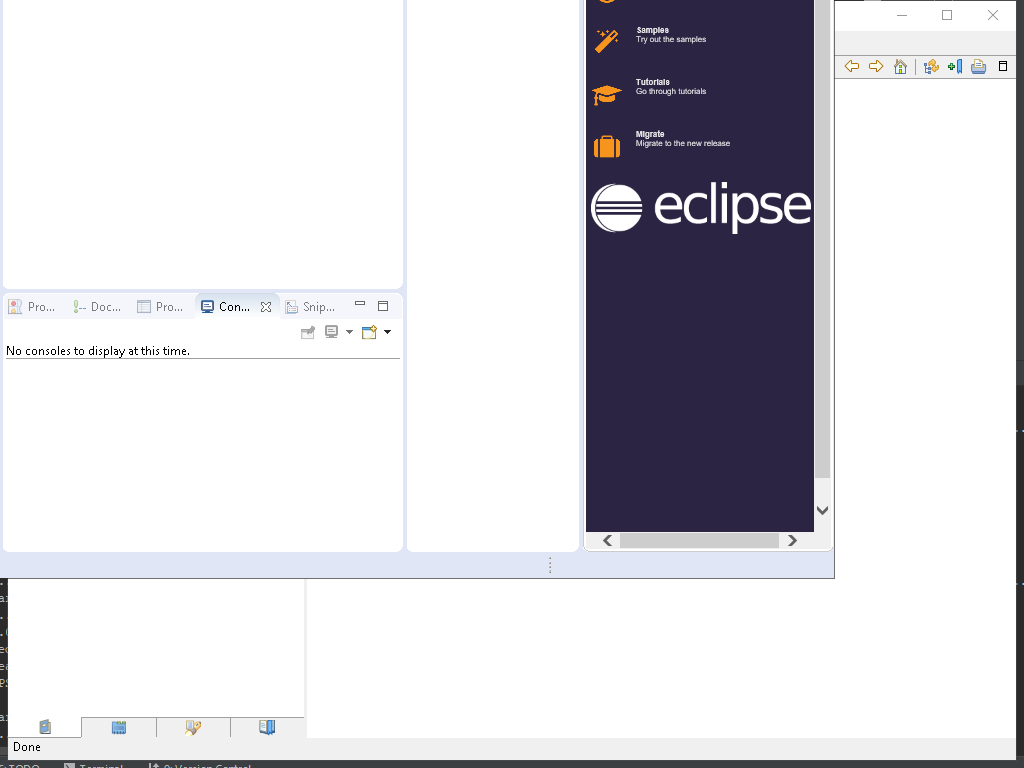 Samples
Try out the samples
Tutorials
Go through tutorials
Migrate
Migrate to the new release
eclipse
Pro...
Doc...
Pro...
Con...
Snip...
No consoles to display at this time.
Done
TODO
Terminal
9: Version Control